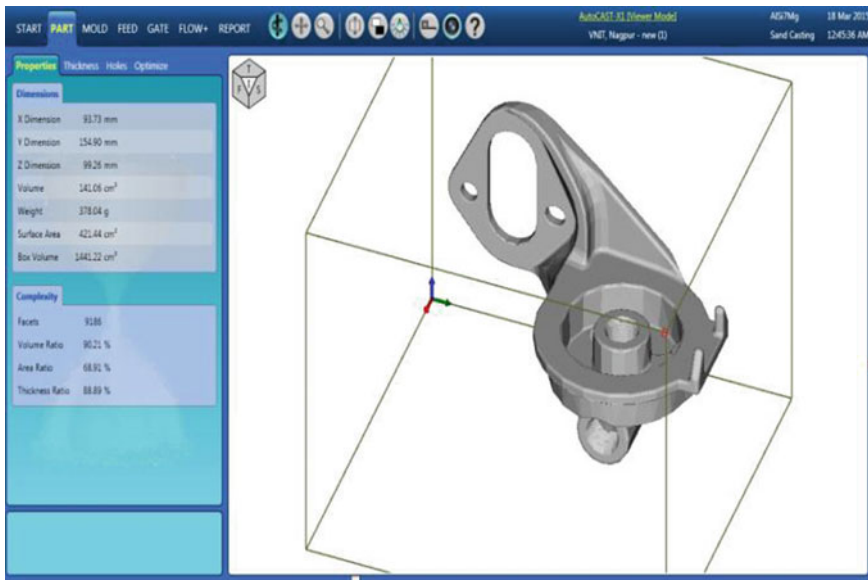 START PART MOLD FEED GATE FLOW+ REPORT
AutoCAST-X1 [Viewer Mode]
VNIT, Nagpur - new (1)
AlSi7Mg
Sand Casting
18 Mar 2015
12:45:36 AM
Properties Thickness Holes Optimize
Dimensions
X Dimension 93.73 mm
Y Dimension 154.90 mm
Z Dimension 99.26 mm
Volume 141.06 cm³
Weight 378.04 g
Surface Area 421.44 cm²
Box Volume 1441.22 cm³
Complexity
Facets 9186
Volume Ratio 90.21 %
Area Ratio 68.91 %
Thickness Ratio 88.89 %
T
F S